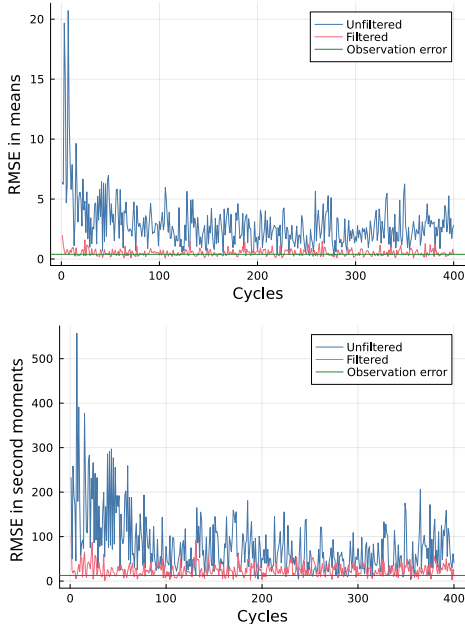 Unfiltered
Filtered
Observation error
RMSE in means
20
15
10
5
0
0
100
200
300
400
Cycles
Unfiltered
Filtered
Observation error
RMSE in second moments
500
400
300
200
100
0
0
100
200
300
400
Cycles